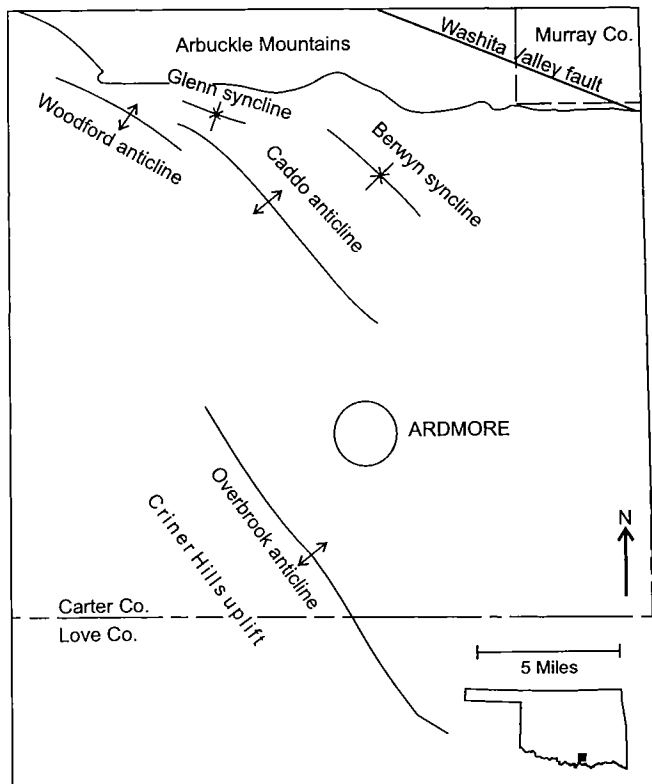 Arbuckle Mountains
Murray Co.
Washita Valley fault
Glenn syncline
Woodford anticline
Berwyn syncline
Caddo anticline
ARDMORE
Overbrook anticline
Criner Hills uplift
N
Carter Co.
Love Co.
5 Miles